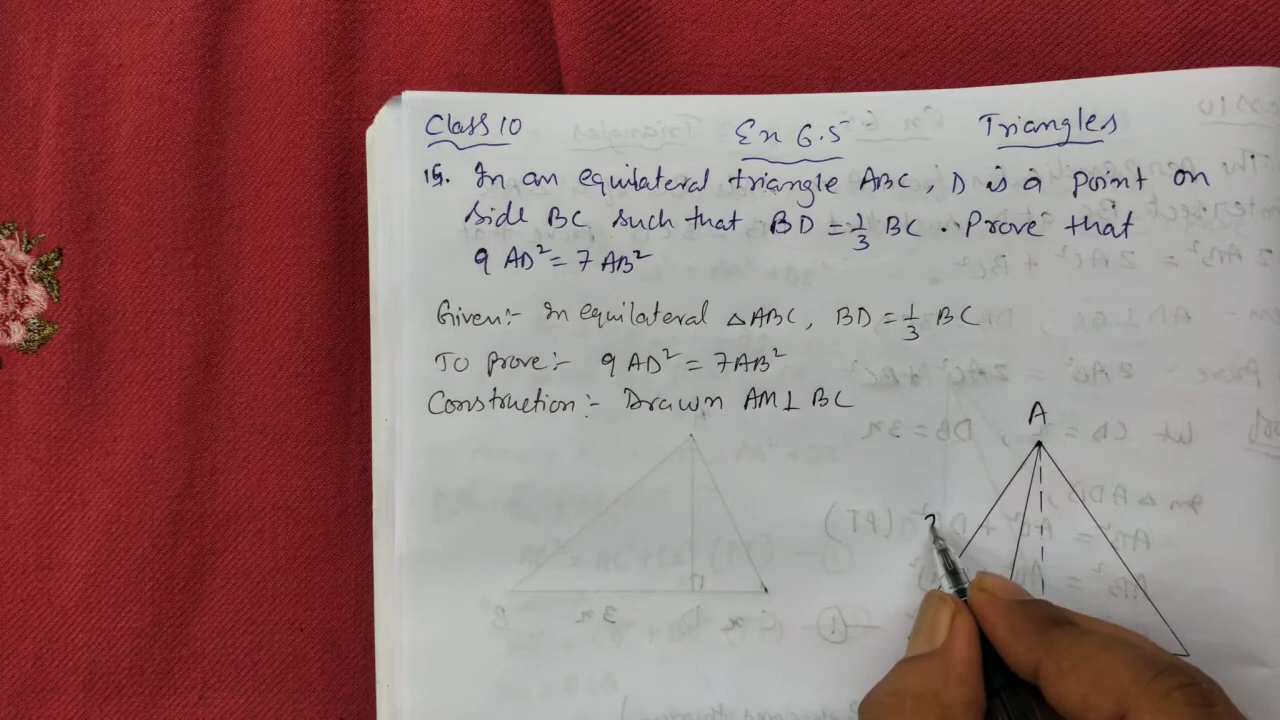 Class 10 Ex 6.5 Triangles
15. In an equilateral triangle ABC, D is a point on
side BC such that BD = 1/3 BC. Prove that
9 AD² = 7 AB²
Given:- In equilateral △ABC, BD = 1/3 BC
To prove:- 9 AD² = 7AB²
Construction:- Drawn AM ⊥ BC
A